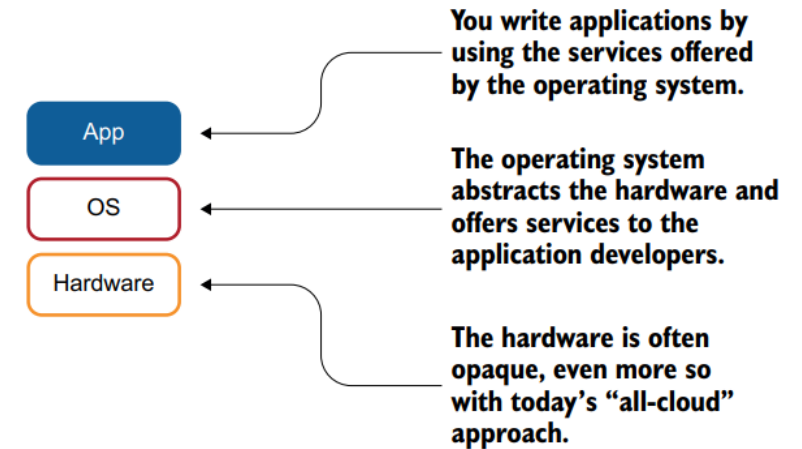 You write applications by
using the services offered
by the operating system.
App
The operating system
abstracts the hardware and
offers services to the
application developers.
OS
Hardware
The hardware is often
opaque, even more so
with today's “all-cloud”
approach.